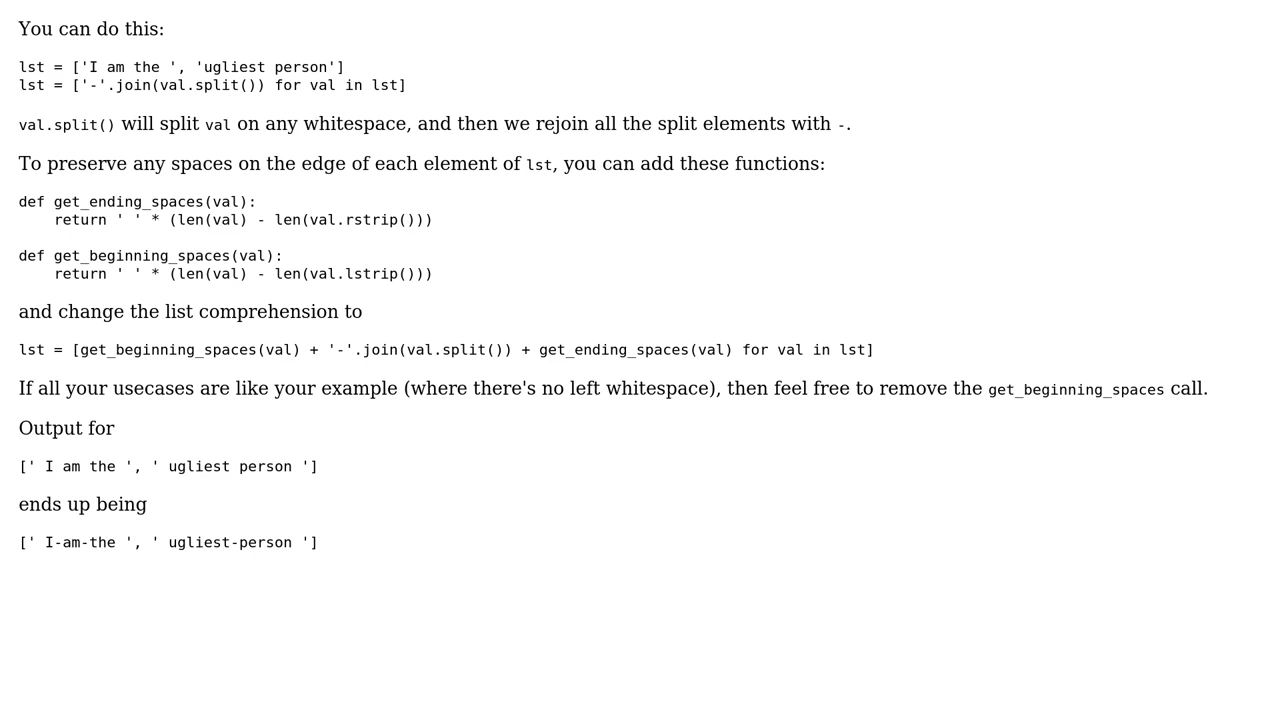 You can do this:
lst = ['I am the ', 'ugliest person']
lst = ['-'.join(val.split()) for val in lst]
val.split() will split val on any whitespace, and then we rejoin all the split elements with -.
To preserve any spaces on the edge of each element of lst, you can add these functions:
def get_ending_spaces(val):
    return ' ' * (len(val) - len(val.rstrip()))
def get_beginning_spaces(val):
    return ' ' * (len(val) - len(val.lstrip()))
and change the list comprehension to
lst = [get_beginning_spaces(val) + '-'.join(val.split()) + get_ending_spaces(val) for val in lst]
If all your usecases are like your example (where there's no left whitespace), then feel free to remove the get_beginning_spaces call.
Output for
[' I am the ', ' ugliest person ']
ends up being
[' I-am-the ', ' ugliest-person ']